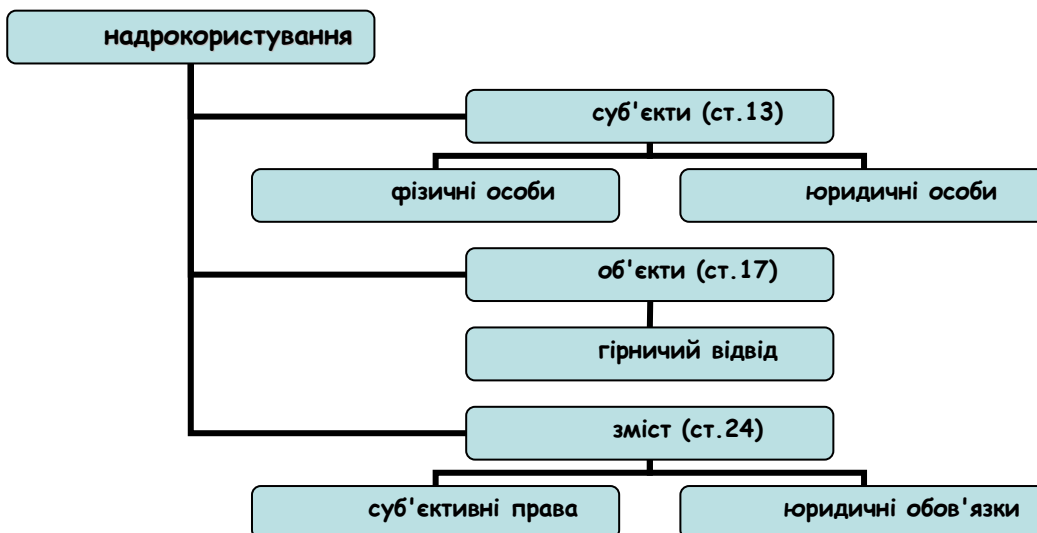 надрокористування
суб'єкти (ст.13)
фізичні особи
юридичні особи
об'єкти (ст.17)
гірничий відвід
зміст (ст.24)
суб'єктивні права
юридичні обов'язки